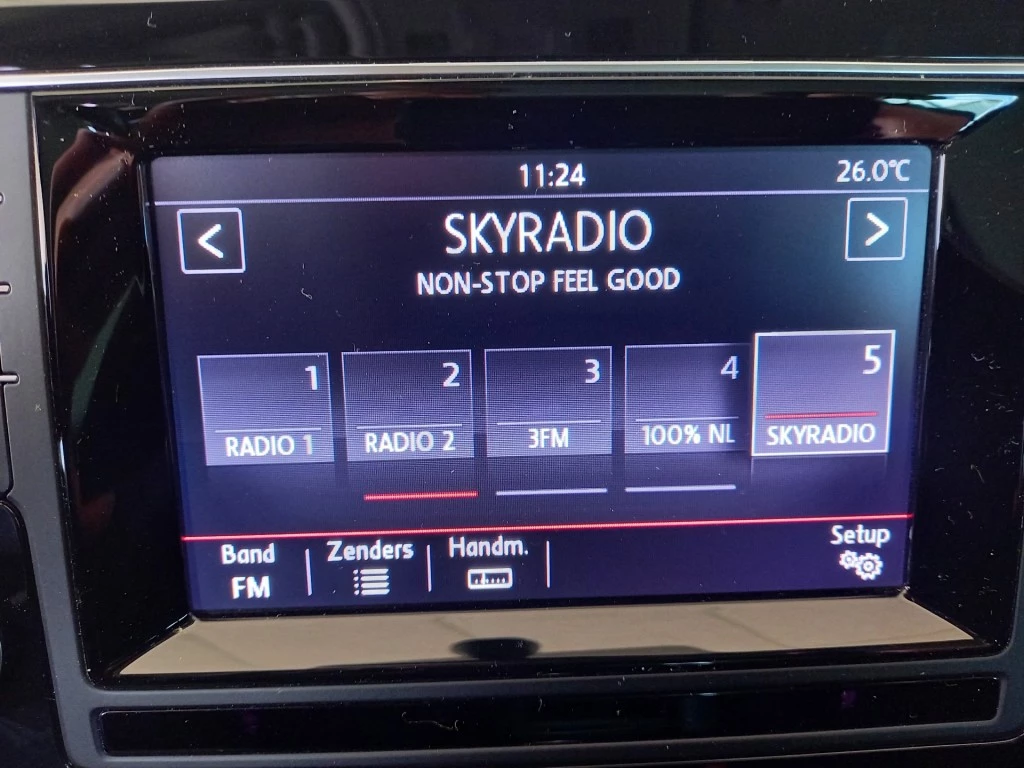 11:24 26.0°C
< SKYRADIO >
NON-STOP FEEL GOOD
1 2 3 4 5
RADIO 1 RADIO 2 3FM 100% NL SKYRADIO
Band Zenders Handm. Setup
FM